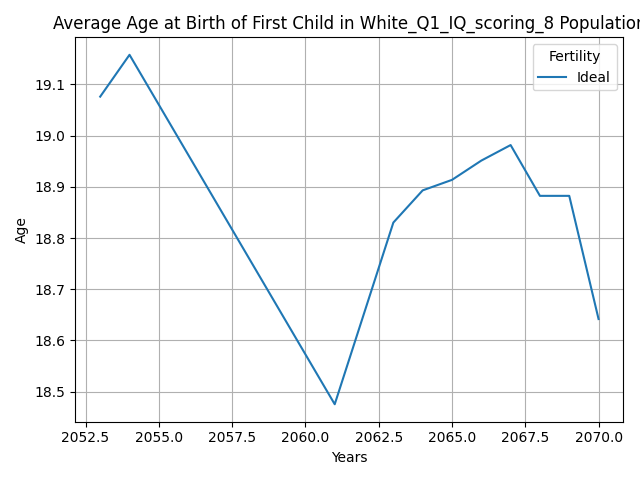 Average Age at Birth of First Child in White_Q1_IQ_scoring_8 Population
Fertility
Ideal
Age
19.1
19.0
18.9
18.8
18.7
18.6
18.5
2052.5 2055.0 2057.5 2060.0 2062.5 2065.0 2067.5 2070.0
Years